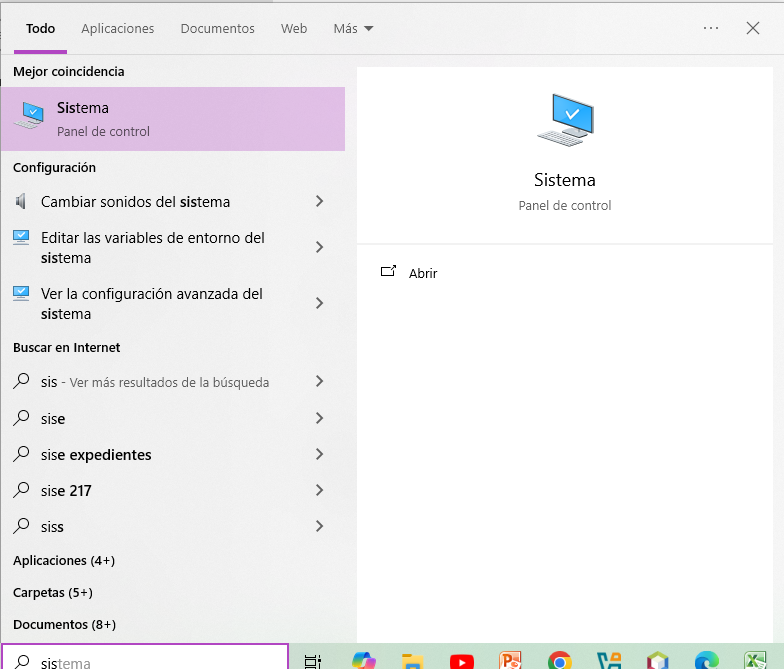 Todo
Aplicaciones
Documentos
Web
Más
Mejor coincidencia
Sistema
Panel de control
Configuración
Cambiar sonidos del sistema
Editar las variables de entorno del
sistema
Ver la configuración avanzada del
sistema
Buscar en Internet
sis - Ver más resultados de la búsqueda
sise
sise expedientes
sise 217
siss
Aplicaciones (4+)
Carpetas (5+)
Documentos (8+)
sistema
Sistema
Panel de control
Abrir